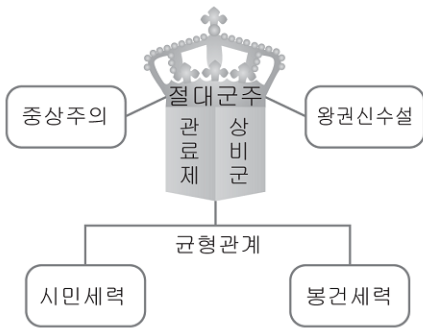 절대군주
중상주의
왕권신수설
관료제
상비군
균형관계
시민세력
봉건세력